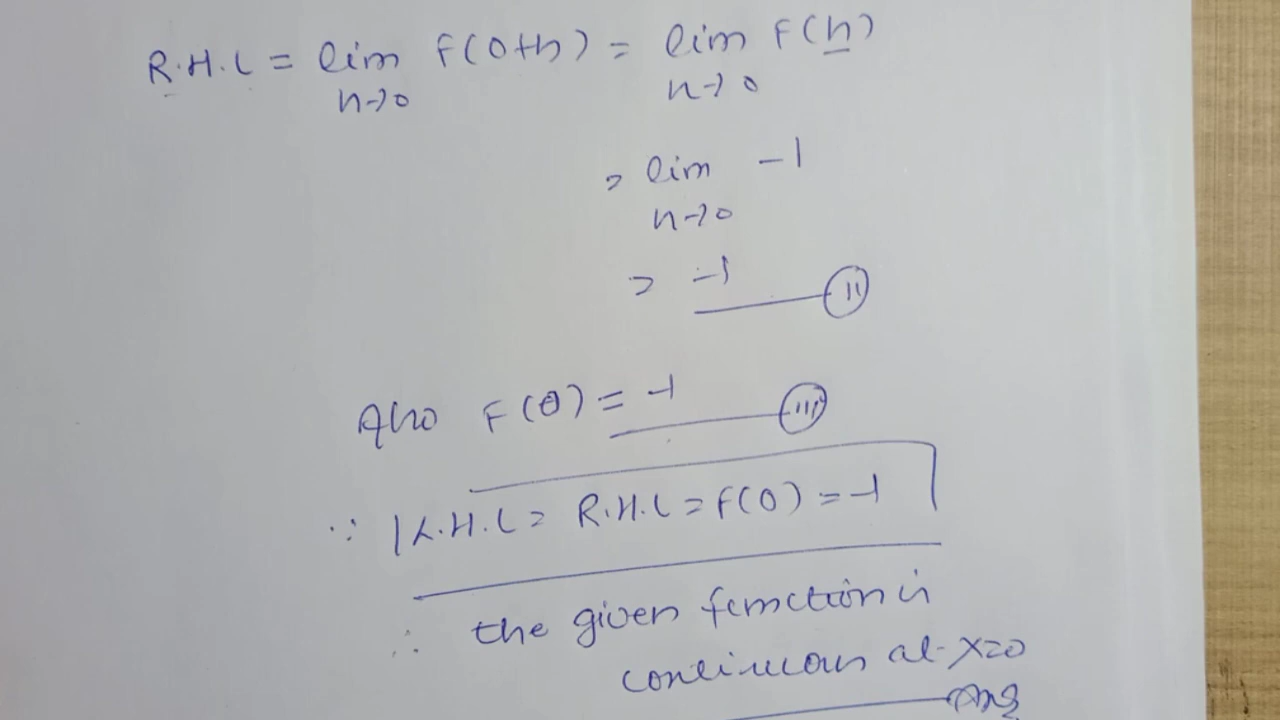 R.H.L = lim F(0+h) = lim F(h)
h→0 h→0
= lim -1
h→0
= -1 (ii)
Also F(0) = -1 (iii)
∵ L.H.L = R.H.L = F(0) = -1
∴ the given function is
continuous at x=0
Ans